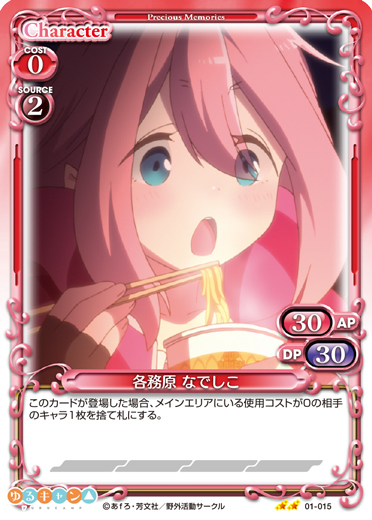 Precious Memories
Character
COST
0
SOURCE
2
30 AP
DP 30
各務原 なでしこ
このカードが登場した場合、メインエリアにいる使用コストが0の相手
のキャラ1枚を捨て札にする。
ゆるキャン△
©あfろ・芳文社/野外活動サークル
01-015